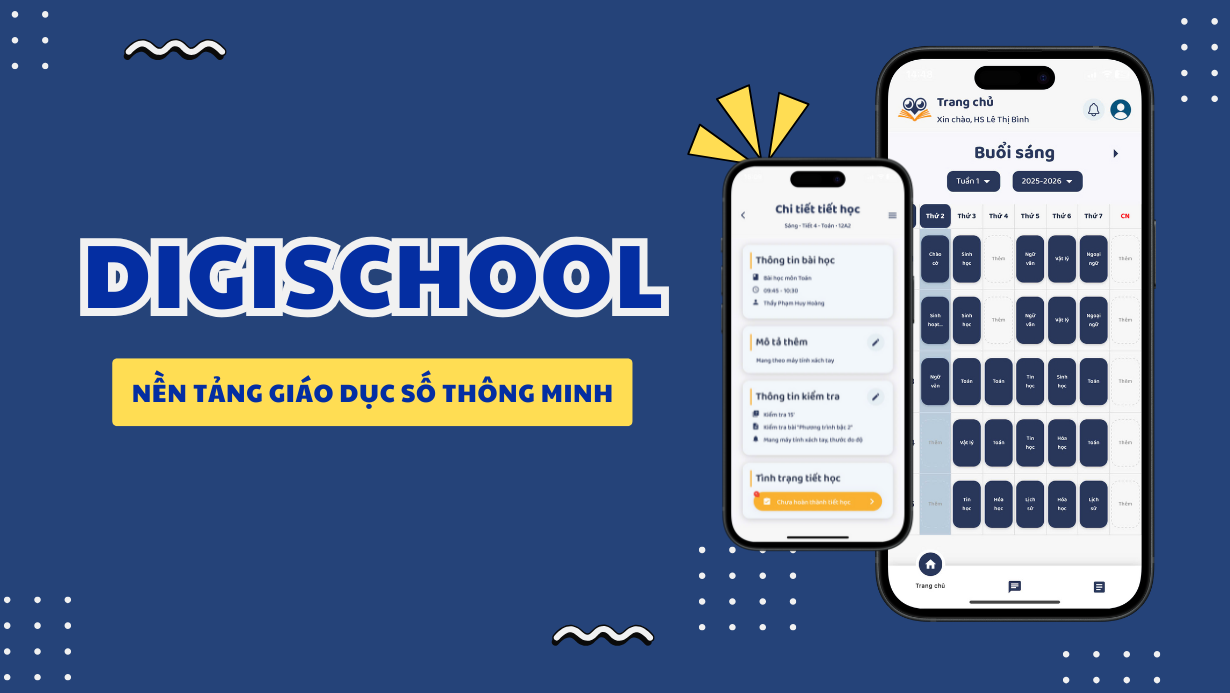 DIGISCHOOL
NỀN TẢNG GIÁO DỤC SỐ THÔNG MINH
Chi tiết tiết học
Sáng - Tiết 4 - Toán - 12A2
Thông tin bài học
Bài học môn Toán
09:45 - 10:30
Thầy Phạm Huy Hoàng
Mô tả thêm
Mang theo máy tính xách tay
Thông tin kiểm tra
Kiểm tra 15'
Kiểm tra bài "Phương trình bậc 2"
Mang máy tính xách tay, thước đo độ
Tình trạng tiết học
Chưa hoàn thành tiết học
Trang chủ
Xin chào, HS Lê Thị Bình
Buổi sáng
Tuần 1 2025-2026
Thứ 2 Thứ 3 Thứ 4 Thứ 5 Thứ 6 Thứ 7 CN
Chào cờ Sinh học Thêm Ngữ văn Vật lý Ngoại ngữ Thêm
Sinh hoạt... Sinh học Thêm Ngữ văn Vật lý Ngoại ngữ Thêm
Ngữ văn Toán Toán Tin học Sinh học Toán Thêm
Thêm Vật lý Toán Tin học Hóa học Toán Thêm
Thêm Tin học Hóa học Lịch sử Hóa học Lịch sử Thêm
Trang chủ